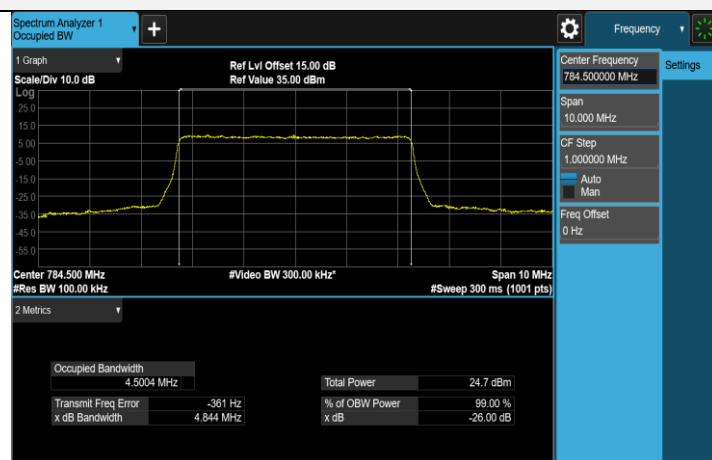 Spectrum Analyzer 1
Occupied BW
+
Frequency
1 Graph
Ref Lvl Offset 15.00 dB
Scale/Div 10.0 dB
Ref Value 35.00 dBm
Log
25.0
15.0
5.00
-5.00
-15.0
-25.0
-35.0
-45.0
-55.0
Center 784.500 MHz
#Video BW 300.00 kHz*
Span 10 MHz
#Res BW 100.00 kHz
#Sweep 300 ms (1001 pts)
2 Metrics
Occupied Bandwidth
4.5004 MHz
Total Power 24.7 dBm
Transmit Freq Error -361 Hz
% of OBW Power 99.00 %
x dB Bandwidth 4.844 MHz
x dB -26.00 dB
Center Frequency
784.500000 MHz
Settings
Span
10.000 MHz
CF Step
1.000000 MHz
Auto
Man
Freq Offset
0 Hz